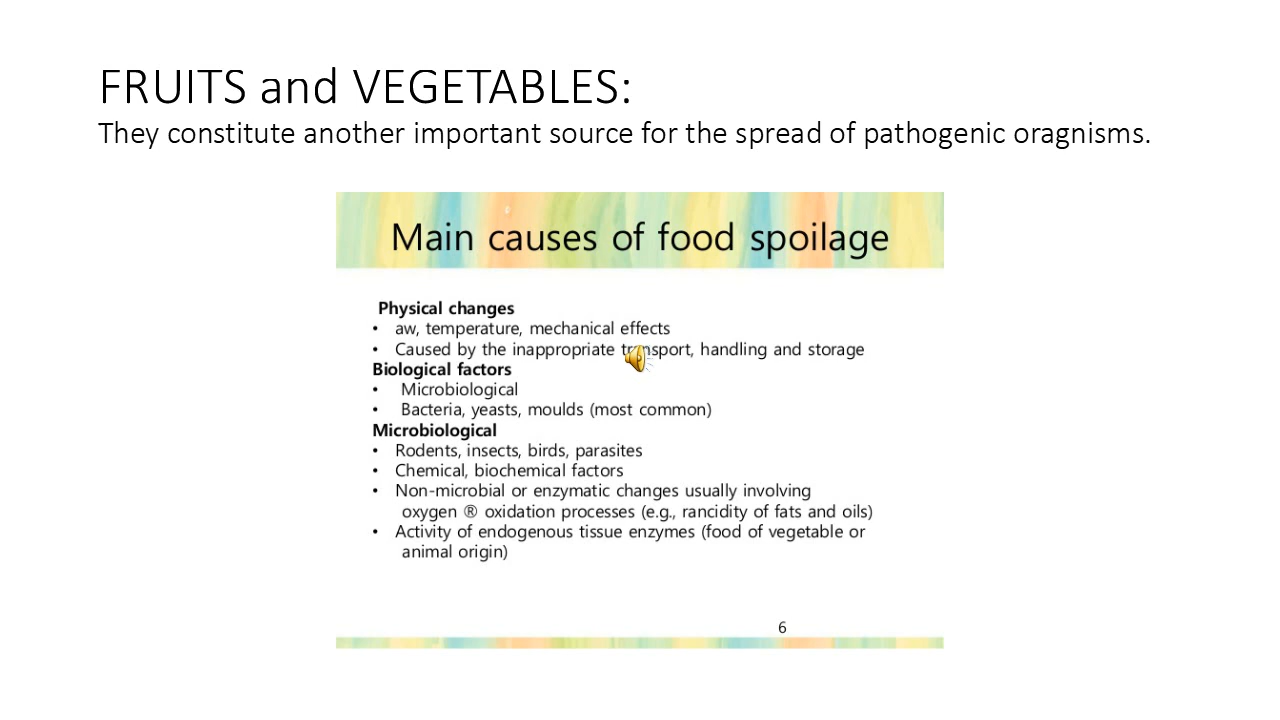 FRUITS and VEGETABLES:
They constitute another important source for the spread of pathogenic oragnisms.
Main causes of food spoilage
Physical changes
• aw, temperature, mechanical effects
• Caused by the inappropriate transport, handling and storage
Biological factors
• Microbiological
• Bacteria, yeasts, moulds (most common)
Microbiological
• Rodents, insects, birds, parasites
• Chemical, biochemical factors
• Non-microbial or enzymatic changes usually involving
oxygen ® oxidation processes (e.g., rancidity of fats and oils)
• Activity of endogenous tissue enzymes (food of vegetable or
animal origin)
6